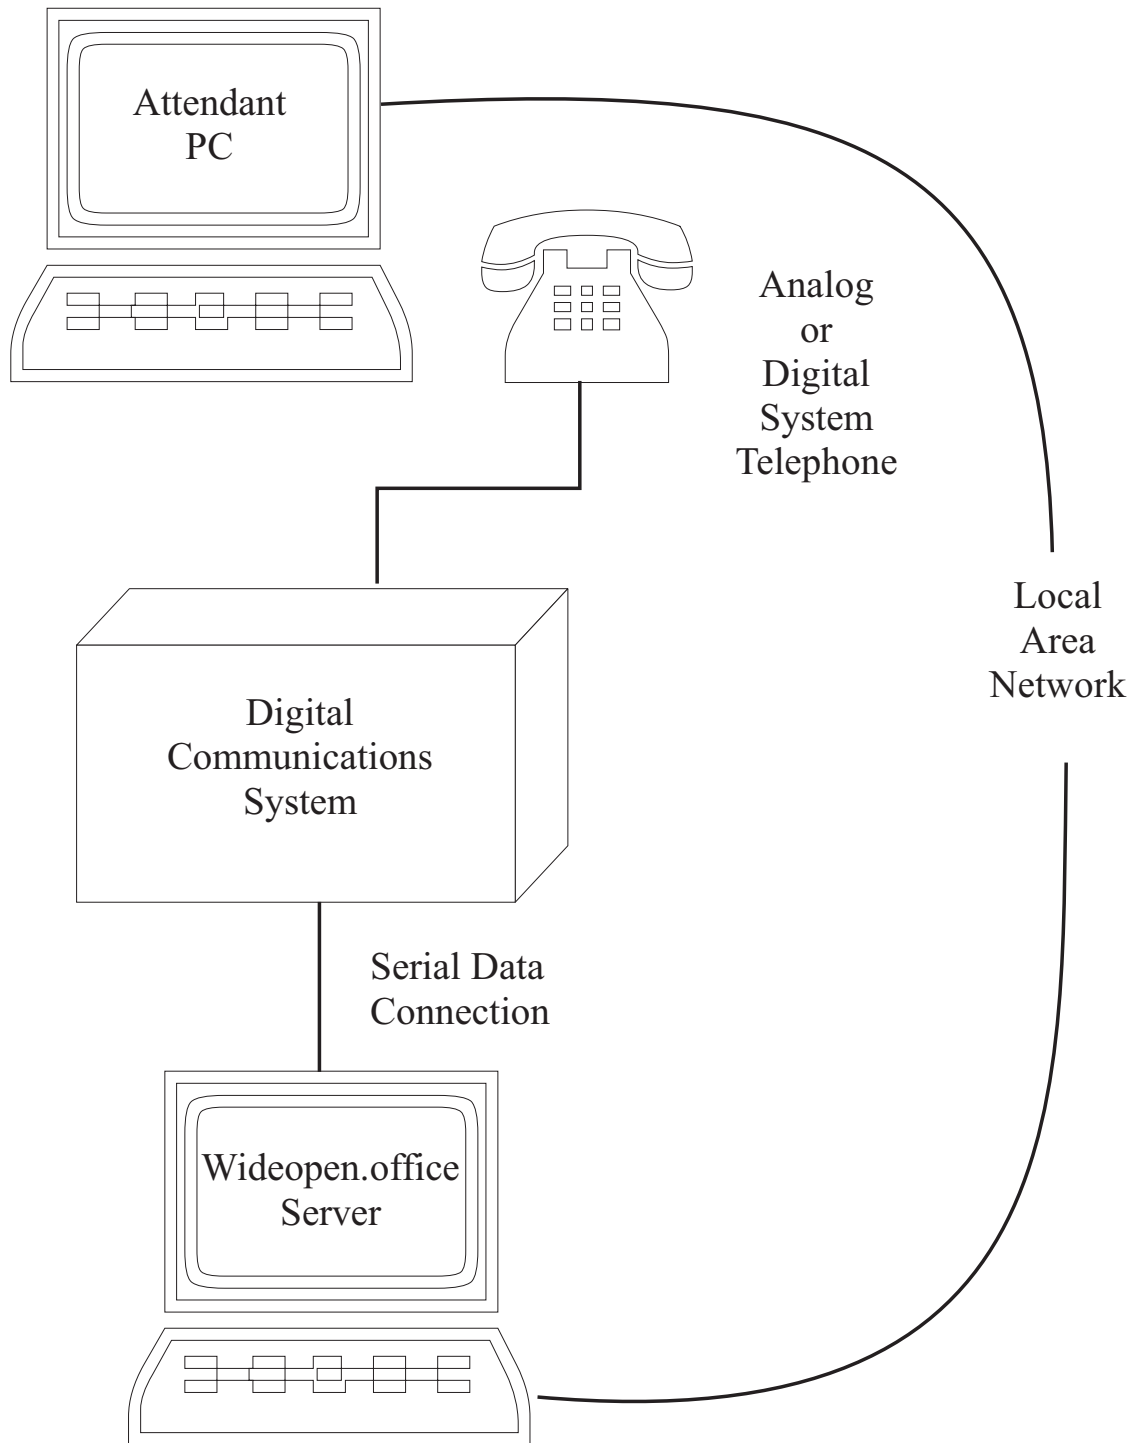 Attendant
PC
Analog
or
Digital
System
Telephone
Local
Area
Network
Digital
Communications
System
Serial Data
Connection
Wideopen.office
Server